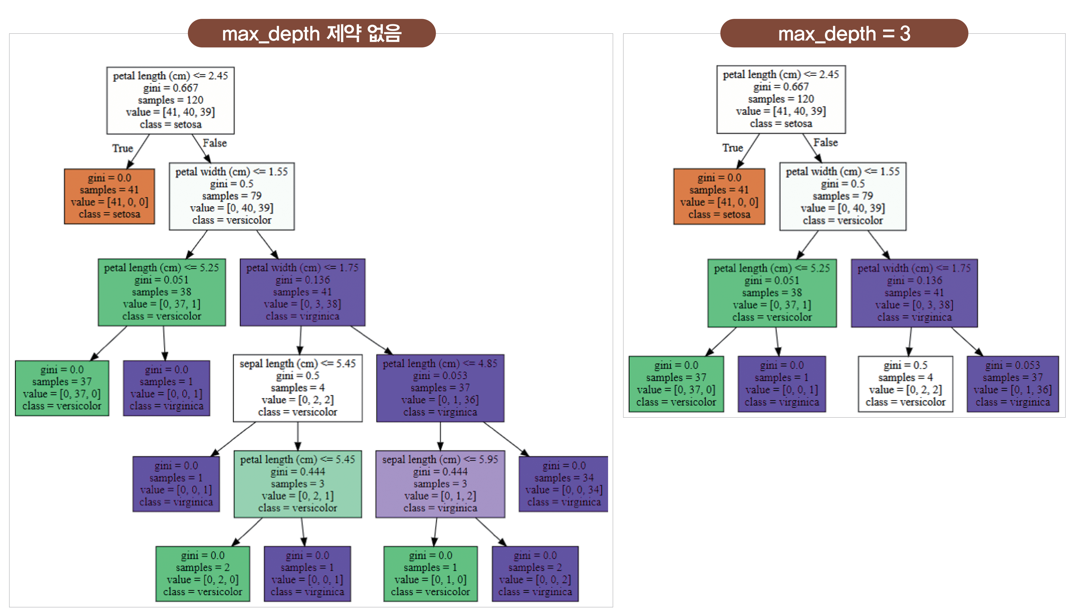 max_depth 제약 없음
petal length (cm) <= 2.45
gini = 0.667
samples = 120
value = [41, 40, 39]
class = setosa
True
False
gini = 0.0
samples = 41
value = [41, 0, 0]
class = setosa
petal width (cm) <= 1.55
gini = 0.5
samples = 79
value = [0, 40, 39]
class = versicolor
petal length (cm) <= 5.25
gini = 0.051
samples = 38
value = [0, 37, 1]
class = versicolor
petal width (cm) <= 1.75
gini = 0.136
samples = 41
value = [0, 3, 38]
class = virginica
gini = 0.0
samples = 37
value = [0, 37, 0]
class = versicolor
gini = 0.0
samples = 1
value = [0, 0, 1]
class = virginica
sepal length (cm) <= 5.45
gini = 0.5
samples = 4
value = [0, 2, 2]
class = versicolor
petal length (cm) <= 4.85
gini = 0.053
samples = 37
value = [0, 1, 36]
class = virginica
gini = 0.0
samples = 1
value = [0, 0, 1]
class = virginica
petal length (cm) <= 5.45
gini = 0.444
samples = 3
value = [0, 2, 1]
class = versicolor
sepal length (cm) <= 5.95
gini = 0.444
samples = 3
value = [0, 1, 2]
class = virginica
gini = 0.0
samples = 34
value = [0, 0, 34]
class = virginica
gini = 0.0
samples = 2
value = [0, 2, 0]
class = versicolor
gini = 0.0
samples = 1
value = [0, 0, 1]
class = virginica
gini = 0.0
samples = 1
value = [0, 1, 0]
class = versicolor
gini = 0.0
samples = 2
value = [0, 0, 2]
class = virginica
max_depth = 3
petal length (cm) <= 2.45
gini = 0.667
samples = 120
value = [41, 40, 39]
class = setosa
True
False
gini = 0.0
samples = 41
value = [41, 0, 0]
class = setosa
petal width (cm) <= 1.55
gini = 0.5
samples = 79
value = [0, 40, 39]
class = versicolor
petal length (cm) <= 5.25
gini = 0.051
samples = 38
value = [0, 37, 1]
class = versicolor
petal width (cm) <= 1.75
gini = 0.136
samples = 41
value = [0, 3, 38]
class = virginica
gini = 0.0
samples = 37
value = [0, 37, 0]
class = versicolor
gini = 0.0
samples = 1
value = [0, 0, 1]
class = virginica
gini = 0.5
samples = 4
value = [0, 2, 2]
class = versicolor
gini = 0.053
samples = 37
value = [0, 1, 36]
class = virginica